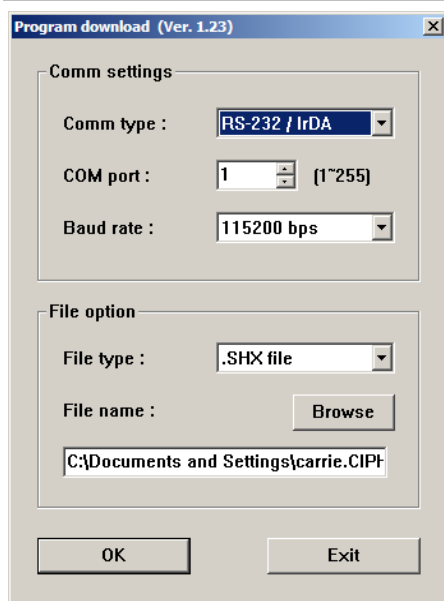 Program download (Ver. 1.23)
Comm settings
Comm type : RS-232 / IrDA
COM port : 1 (1~255)
Baud rate : 115200 bps
File option
File type : .SHX file
File name : Browse
C:\Documents and Settings\carrie.CIPH
OK Exit